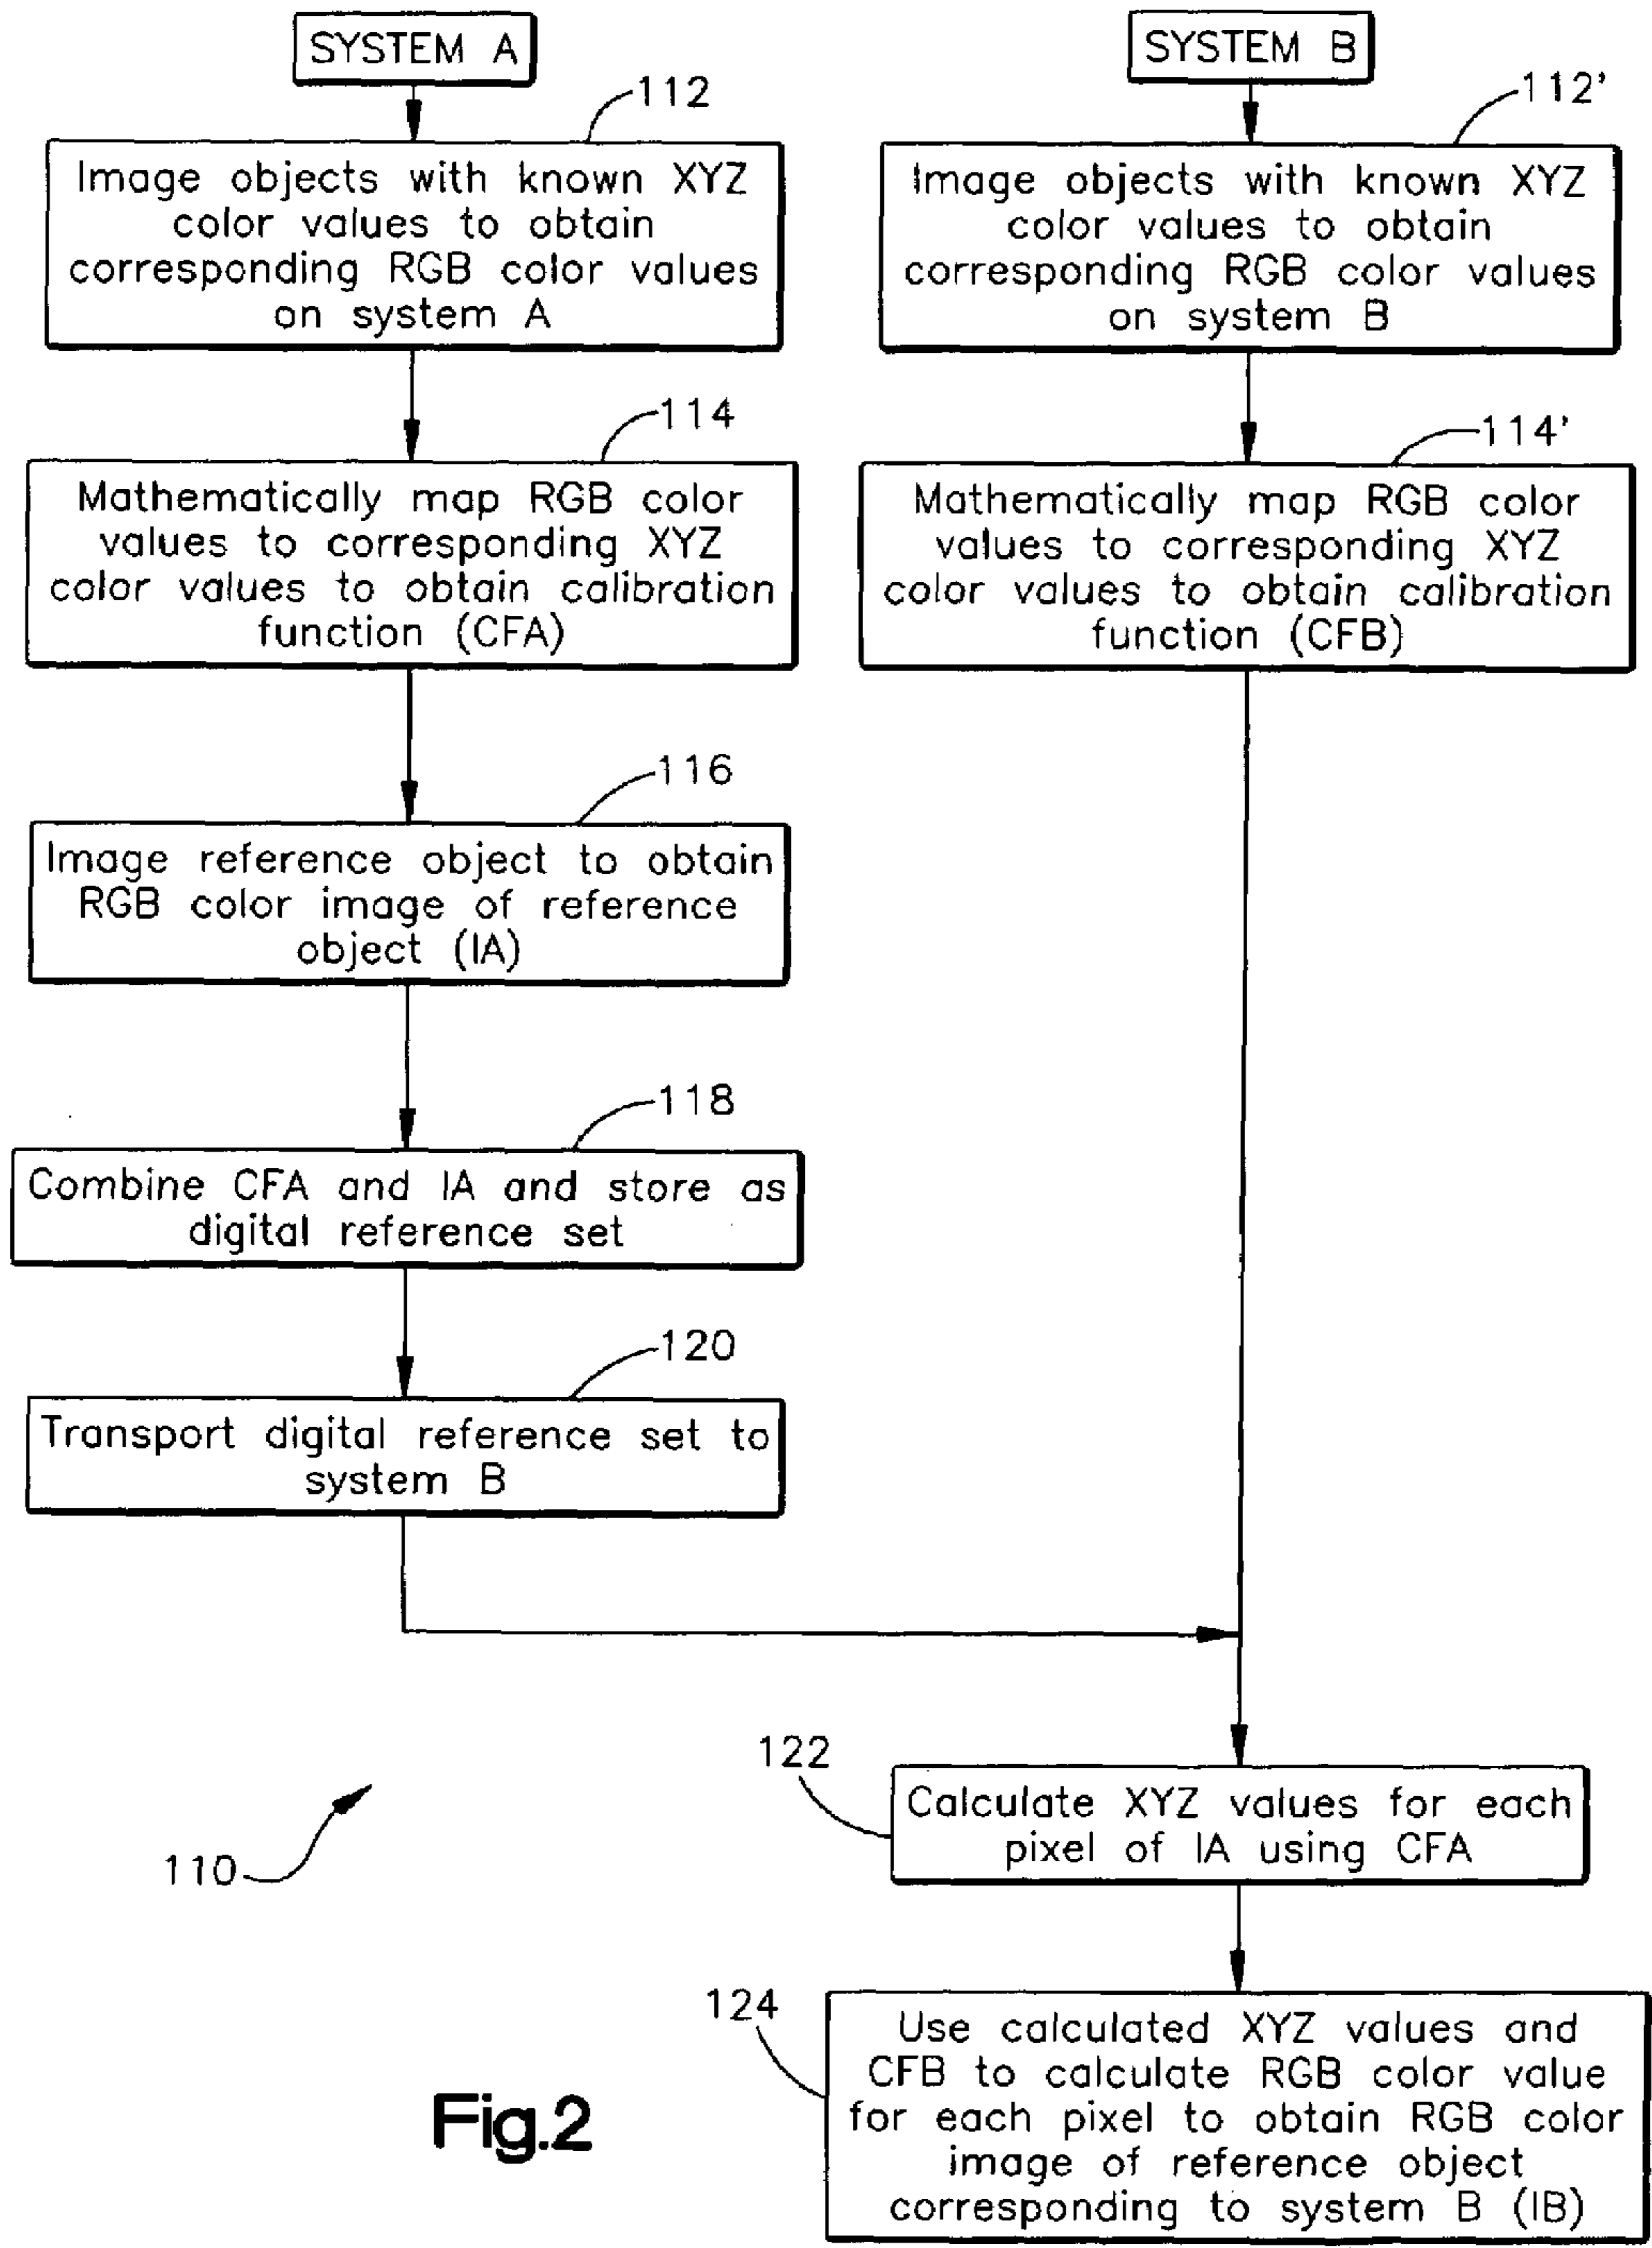 SYSTEM A
112
Image objects with known XYZ
color values to obtain
corresponding RGB color values
on system A
114
Mathematically map RGB color
values to corresponding XYZ
color values to obtain calibration
function (CFA)
116
Image reference object to obtain
RGB color image of reference
object (IA)
118
Combine CFA and IA and store as
digital reference set
120
Transport digital reference set to
system B
SYSTEM B
112'
Image objects with known XYZ
color values to obtain
corresponding RGB color values
on system B
114'
Mathematically map RGB color
values to corresponding XYZ
color values to obtain calibration
function (CFB)
122
Calculate XYZ values for each
pixel of IA using CFA
124
Use calculated XYZ values and
CFB to calculate RGB color value
for each pixel to obtain RGB color
image of reference object
corresponding to system B (IB)
110
Fig.2